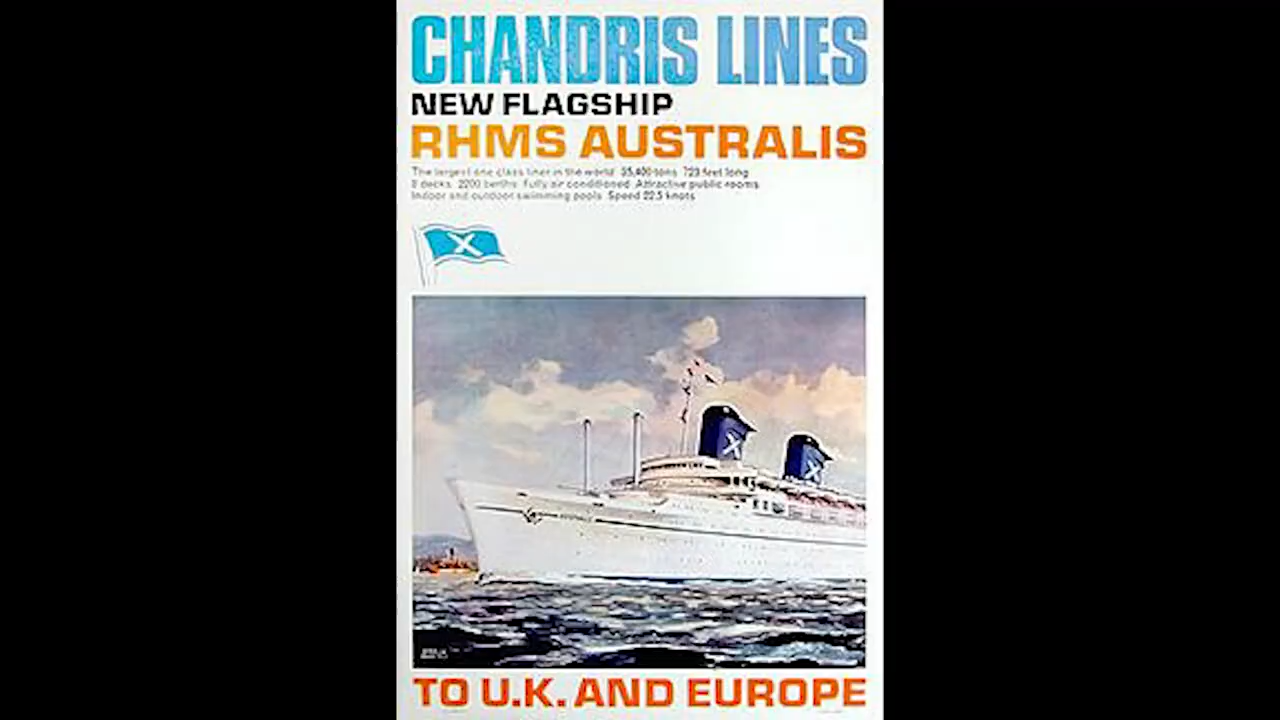 CHANDRIS LINES
NEW FLAGSHIP
RHMS AUSTRALIS
The largest one class liner in the world 35,400 tons 723 feet long
8 decks 2200 berths Fully air conditioned Attractive public rooms
Indoor and outdoor swimming pools Speed 22.5 knots
TO U.K. AND EUROPE